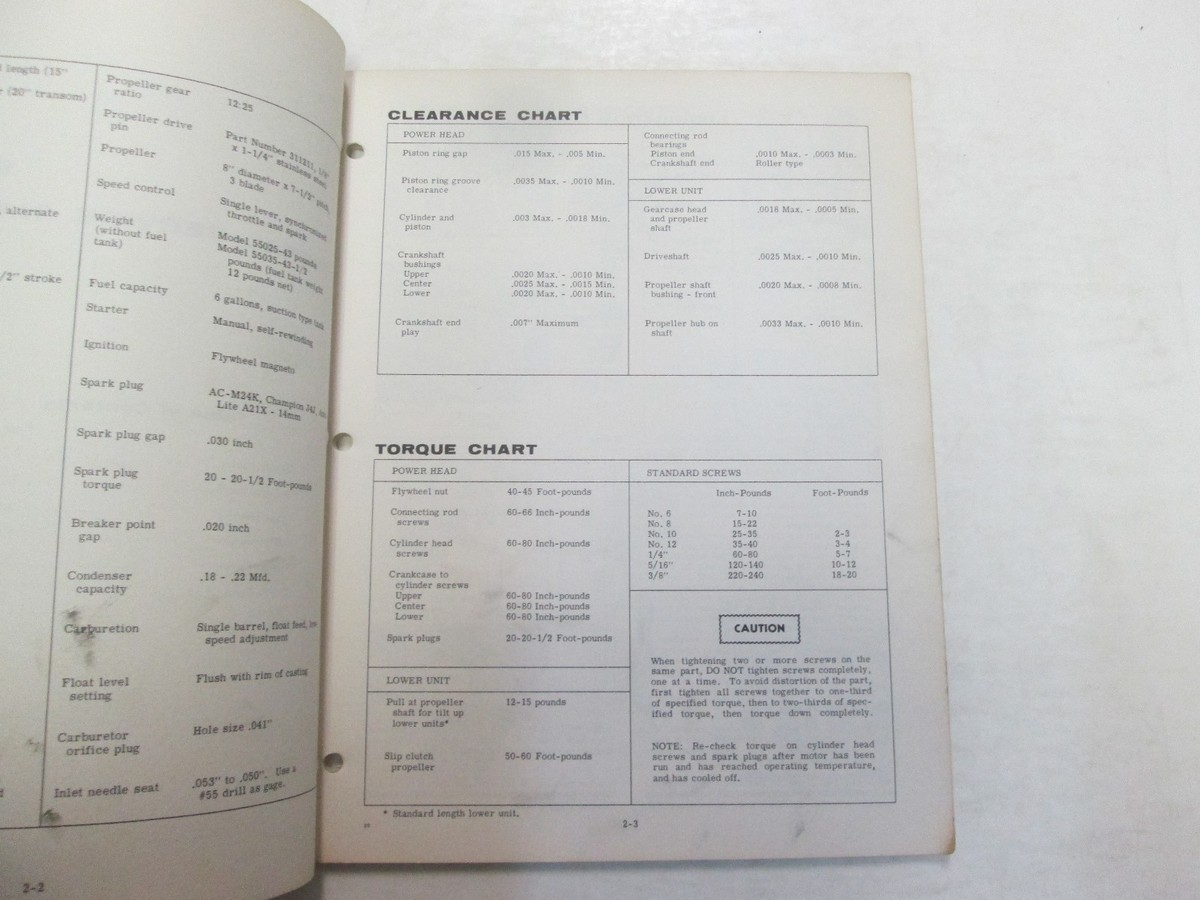 length (15"
(20" transom)
alternate
/2" stroke
Propeller gear
ratio
12:25
Propeller drive
pin
Part Number 311211,
x 1-1/4" stainless steel
Propeller
8" diameter x 7-1/2" pitch,
3 blade
Speed control
Single lever, synchronized
throttle and spark
Weight
(without fuel
tank)
Model 55025-43 pounds
Model 55035-43-1/2
pounds (fuel tank weight
12 pounds net)
Fuel capacity
6 gallons, suction type tank
Starter
Manual, self-rewinding
Ignition
Flywheel magneto
Spark plug
AC-M24K, Champion
Lite A21X - 14mm
Spark plug gap
.030 inch
Spark plug
torque
20 - 20-1/2 Foot-pounds
Breaker point
gap
.020 inch
Condenser
capacity
.18 - .22 Mfd.
Carburetion
Single barrel, float feed, low
speed adjustment
Float level
setting
Flush with rim of casting
Carburetor
orifice plug
Hole size .041"
Inlet needle seat
.053" to .050". Use a
#55 drill as gage.
2-2
CLEARANCE CHART
POWER HEAD
Piston ring gap .015 Max. - .005 Min.
Piston ring groove .0035 Max. - .0010 Min.
clearance
Cylinder and .003 Max. - .0018 Min.
piston
Crankshaft
bushings
Upper .0020 Max. - .0010 Min.
Center .0025 Max. - .0015 Min.
Lower .0020 Max. - .0010 Min.
Crankshaft end .007" Maximum
play
Connecting rod
bearings
Piston end .0010 Max. - .0003 Min.
Crankshaft end Roller type
LOWER UNIT
Gearcase head .0018 Max. - .0005 Min.
and propeller
shaft
Driveshaft .0025 Max. - .0010 Min.
Propeller shaft .0020 Max. - .0008 Min.
bushing - front
Propeller hub on .0033 Max. - .0010 Min.
shaft
TORQUE CHART
POWER HEAD
Flywheel nut 40-45 Foot-pounds
Connecting rod 60-66 Inch-pounds
screws
Cylinder head 60-80 Inch-pounds
screws
Crankcase to
cylinder screws
Upper 60-80 Inch-pounds
Center 60-80 Inch-pounds
Lower 60-80 Inch-pounds
Spark plugs 20-20-1/2 Foot-pounds
LOWER UNIT
Pull at propeller 12-15 pounds
shaft for tilt up
lower units*
Slip clutch 50-60 Foot-pounds
propeller
STANDARD SCREWS
Inch-Pounds Foot-Pounds
No. 6 7-10
No. 8 15-22
No. 10 25-35 2-3
No. 12 35-40 3-4
1/4" 60-80 5-7
5/16" 120-140 10-12
3/8" 220-240 18-20
CAUTION
When tightening two or more screws on the
same part, DO NOT tighten screws completely,
one at a time. To avoid distortion of the part,
first tighten all screws together to one-third
of specified torque, then to two-thirds of spec-
ified torque, then torque down completely.
NOTE: Re-check torque on cylinder head
screws and spark plugs after motor has been
run and has reached operating temperature,
and has cooled off.
* Standard length lower unit.
2-3